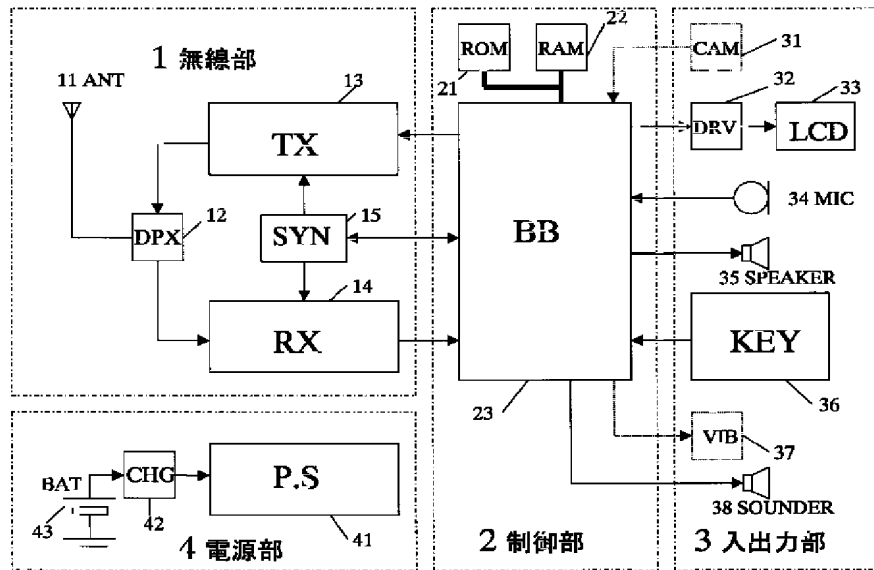 1 無線部
11 ANT
13
TX
12
DPX
15
SYN
14
RX
BAT
43
CHG
42
P.S
41
4 電源部
ROM
21
RAM
22
BB
23
2 制御部
CAM
31
32
DRV
33
LCD
34 MIC
35 SPEAKER
KEY
36
VIB
37
38 SOUNDER
3 入出力部